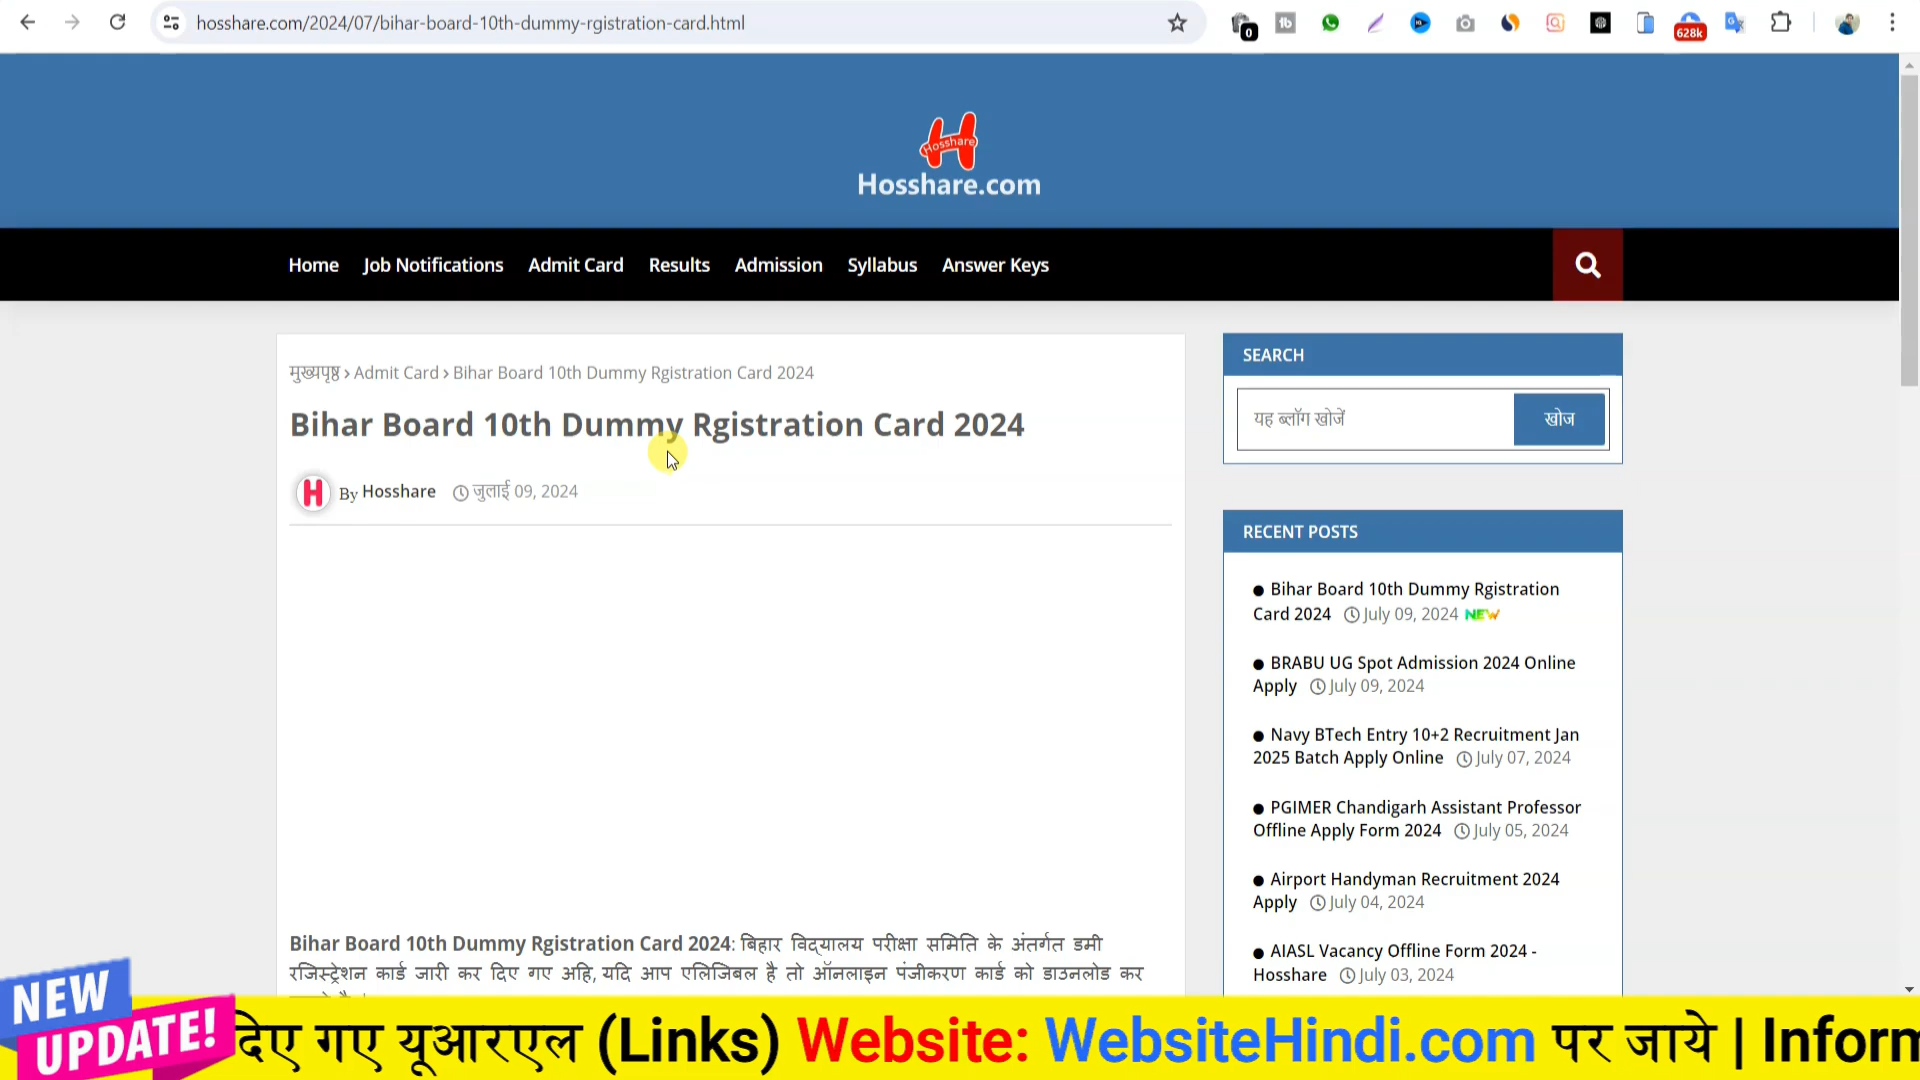 hosshare.com/2024/07/bihar-board-10th-dummy-rgistration-card.html
0
628k
Hosshare
Hosshare.com
Home Job Notifications Admit Card Results Admission Syllabus Answer Keys
मुख्यपृष्ठ › Admit Card › Bihar Board 10th Dummy Rgistration Card 2024
Bihar Board 10th Dummy Rgistration Card 2024
By Hosshare जुलाई 09, 2024
Bihar Board 10th Dummy Rgistration Card 2024: बिहार विद्यालय परीक्षा समिति के अंतर्गत डमी
रजिस्ट्रेशन कार्ड जारी कर दिए गए अहि, यदि आप एलिजिबल है तो ऑनलाइन पंजीकरण कार्ड को डाउनलोड कर
SEARCH
यह ब्लॉग खोजें खोज
RECENT POSTS
Bihar Board 10th Dummy Rgistration
Card 2024 July 09, 2024 NEW
BRABU UG Spot Admission 2024 Online
Apply July 09, 2024
Navy BTech Entry 10+2 Recruitment Jan
2025 Batch Apply Online July 07, 2024
PGIMER Chandigarh Assistant Professor
Offline Apply Form 2024 July 05, 2024
Airport Handyman Recruitment 2024
Apply July 04, 2024
AIASL Vacancy Offline Form 2024 -
Hosshare July 03, 2024
NEW
UPDATE!
दिए गए यूआरएल (Links) Website: WebsiteHindi.com पर जाये | Inform